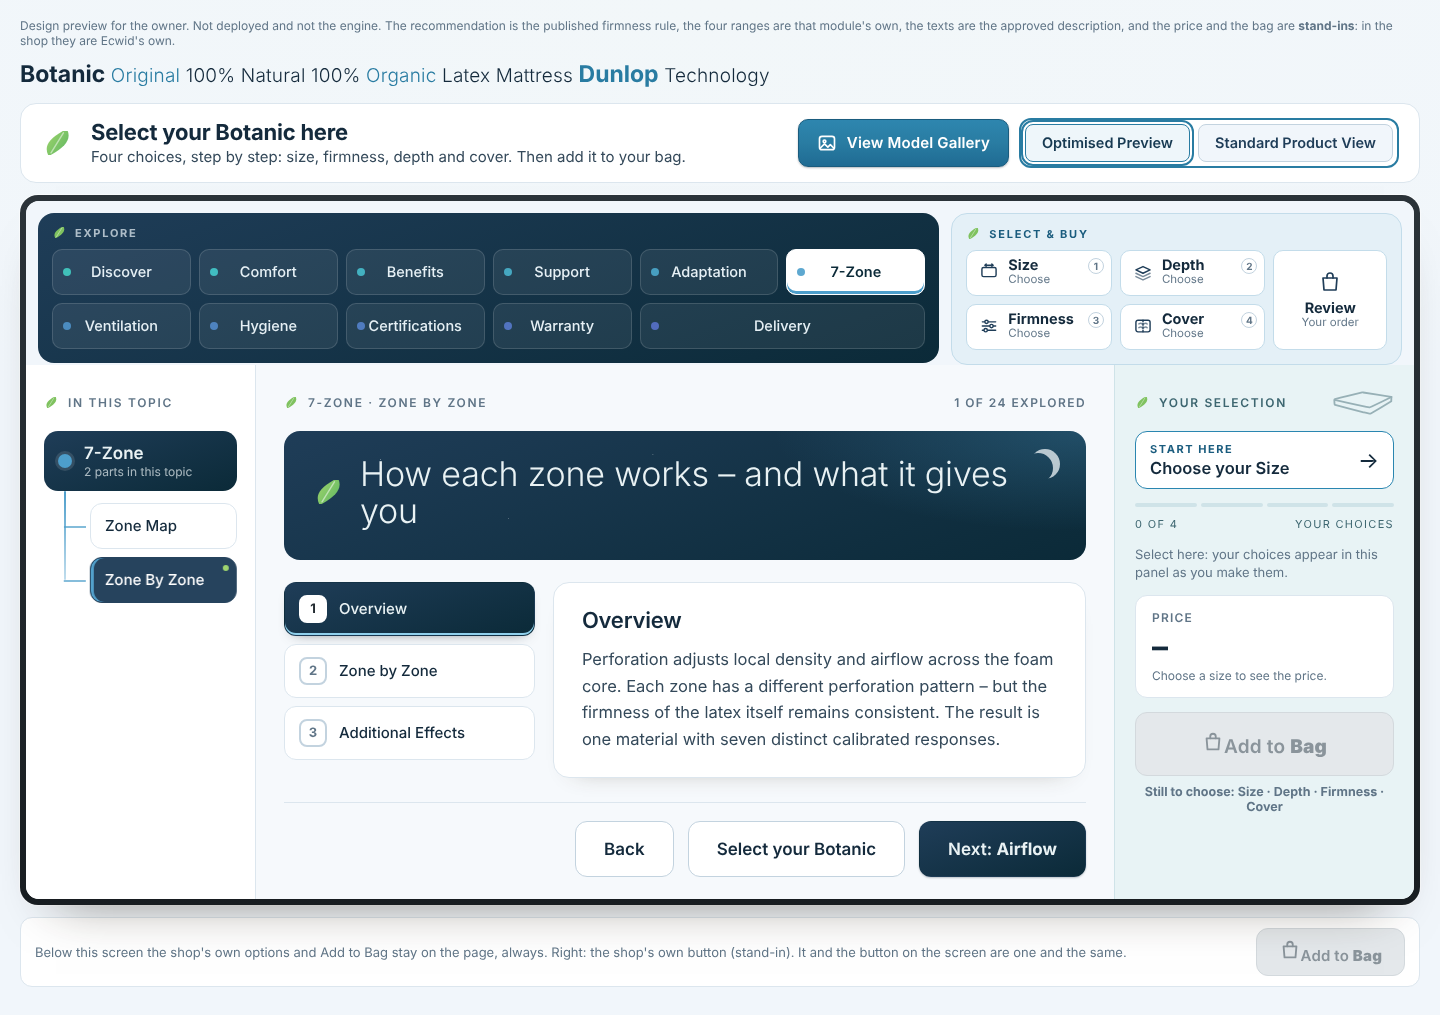 Design preview for the owner. Not deployed and not the engine. The recommendation is the published firmness rule, the four ranges are that module's own, the texts are the approved description, and the price and the bag are stand-ins: in the
shop they are Ecwid's own.
Botanic Original 100% Natural 100% Organic Latex Mattress Dunlop Technology
Select your Botanic here
Four choices, step by step: size, firmness, depth and cover. Then add it to your bag.
View Model Gallery
Optimised Preview
Standard Product View
EXPLORE
Discover
Comfort
Benefits
Support
Adaptation
7-Zone
Ventilation
Hygiene
Certifications
Warranty
Delivery
SELECT & BUY
Size
Choose
1
Depth
Choose
2
Firmness
Choose
3
Cover
Choose
4
Review
Your order
IN THIS TOPIC
7-Zone
2 parts in this topic
Zone Map
Zone By Zone
7-ZONE · ZONE BY ZONE
1 OF 24 EXPLORED
How each zone works – and what it gives
you
1 Overview
2 Zone by Zone
3 Additional Effects
Overview
Perforation adjusts local density and airflow across the foam
core. Each zone has a different perforation pattern – but the
firmness of the latex itself remains consistent. The result is
one material with seven distinct calibrated responses.
Back
Select your Botanic
Next: Airflow
YOUR SELECTION
START HERE
Choose your Size
0 OF 4
YOUR CHOICES
Select here: your choices appear in this
panel as you make them.
PRICE
–
Choose a size to see the price.
Add to Bag
Still to choose: Size · Depth · Firmness ·
Cover
Below this screen the shop's own options and Add to Bag stay on the page, always. Right: the shop's own button (stand-in). It and the button on the screen are one and the same.
Add to Bag